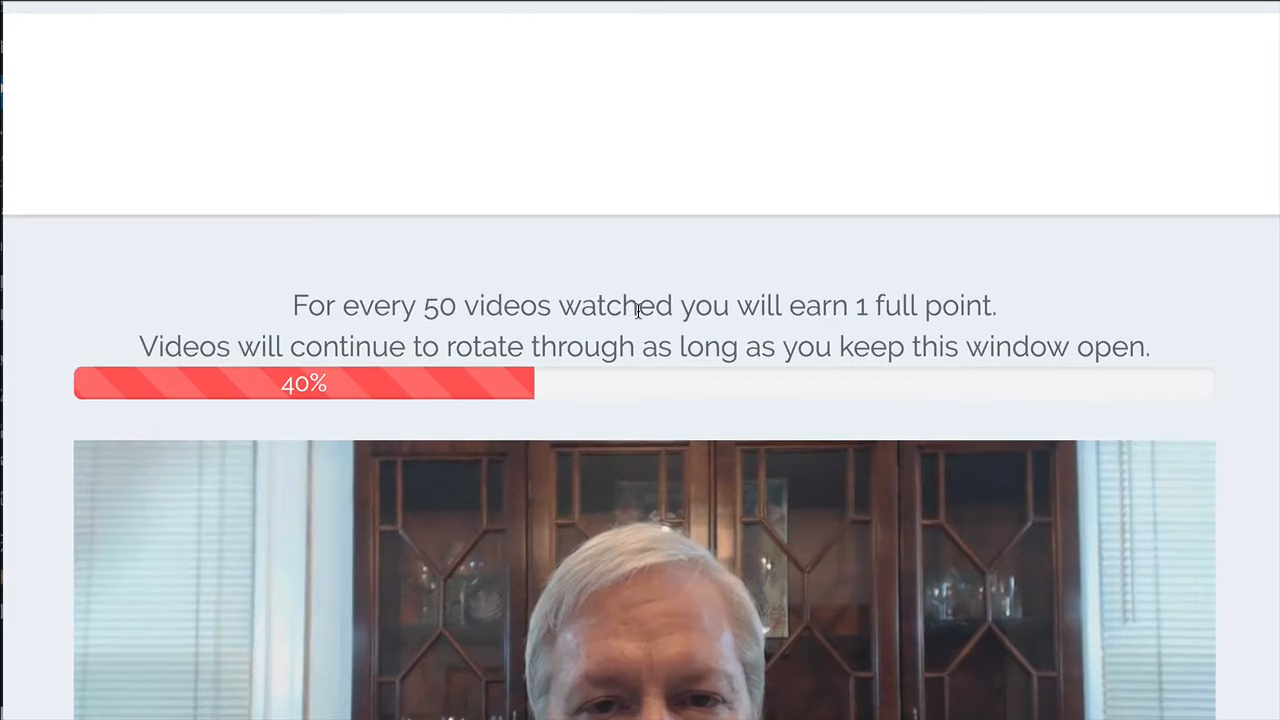 For every 50 videos watched you will earn 1 full point.
Videos will continue to rotate through as long as you keep this window open.
40%